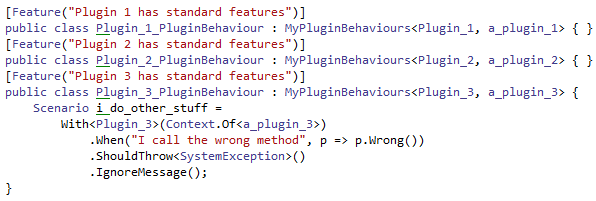 [Feature("Plugin 1 has standard features")]
public class Plugin_1_PluginBehaviour : MyPluginBehaviours<Plugin_1, a_plugin_1> { }
[Feature("Plugin 2 has standard features")]
public class Plugin_2_PluginBehaviour : MyPluginBehaviours<Plugin_2, a_plugin_2> { }
[Feature("Plugin 3 has standard features")]
public class Plugin_3_PluginBehaviour : MyPluginBehaviours<Plugin_3, a_plugin_3> {
    Scenario i_do_other_stuff =
        With<Plugin_3>(Context.Of<a_plugin_3>)
            .When("I call the wrong method", p => p.Wrong())
            .ShouldThrow<SystemException>()
            .IgnoreMessage();
}